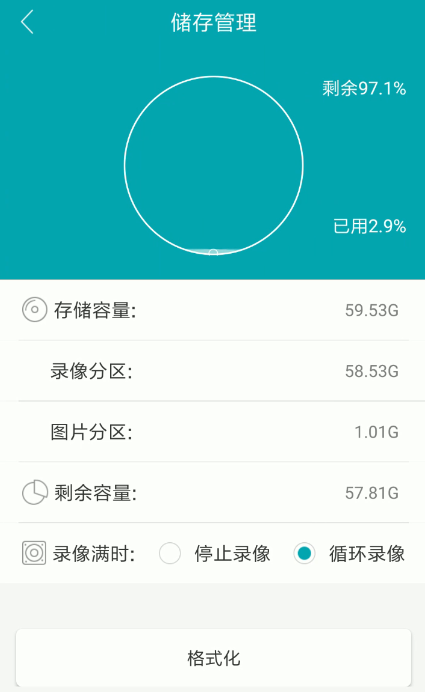 储存管理
剩余97.1%
已用2.9%
存储容量: 59.53G
录像分区: 58.53G
图片分区: 1.01G
剩余容量: 57.81G
录像满时: 停止录像 循环录像
格式化